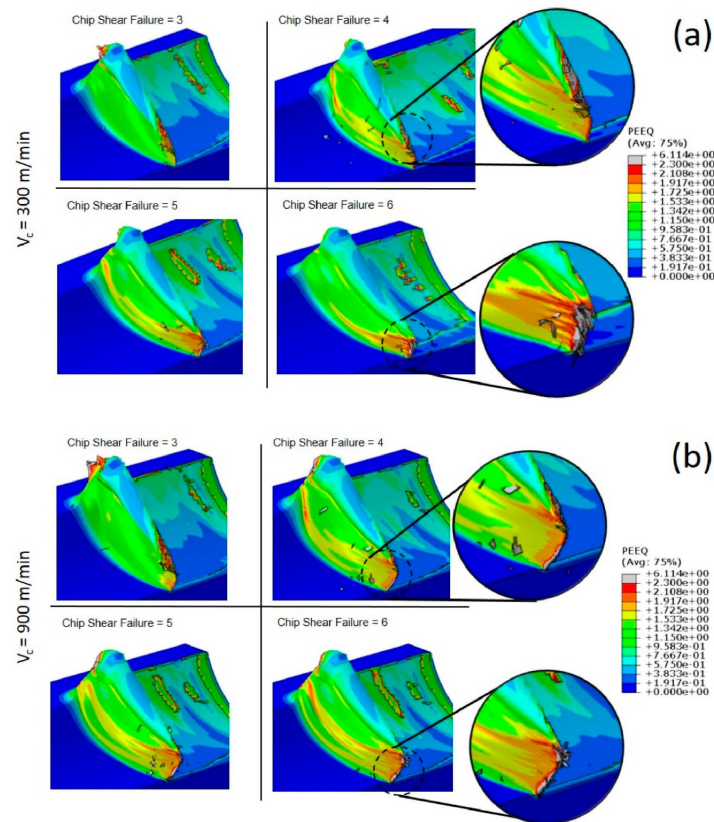 Chip Shear Failure = 3
Chip Shear Failure = 4
(a)
V_c = 300 m/min
PEEQ
(Avg: 75%)
+6.114e+00
+2.300e+00
+2.108e+00
+1.917e+00
+1.725e+00
+1.533e+00
+1.342e+00
+1.150e+00
+9.583e-01
+7.667e-01
+5.750e-01
+3.833e-01
+1.917e-01
+0.000e+00
Chip Shear Failure = 5
Chip Shear Failure = 6
Chip Shear Failure = 3
Chip Shear Failure = 4
(b)
V_c = 900 m/min
PEEQ
(Avg: 75%)
+6.114e+00
+2.300e+00
+2.108e+00
+1.917e+00
+1.725e+00
+1.533e+00
+1.342e+00
+1.150e+00
+9.583e-01
+7.667e-01
+5.750e-01
+3.833e-01
+1.917e-01
+0.000e+00
Chip Shear Failure = 5
Chip Shear Failure = 6